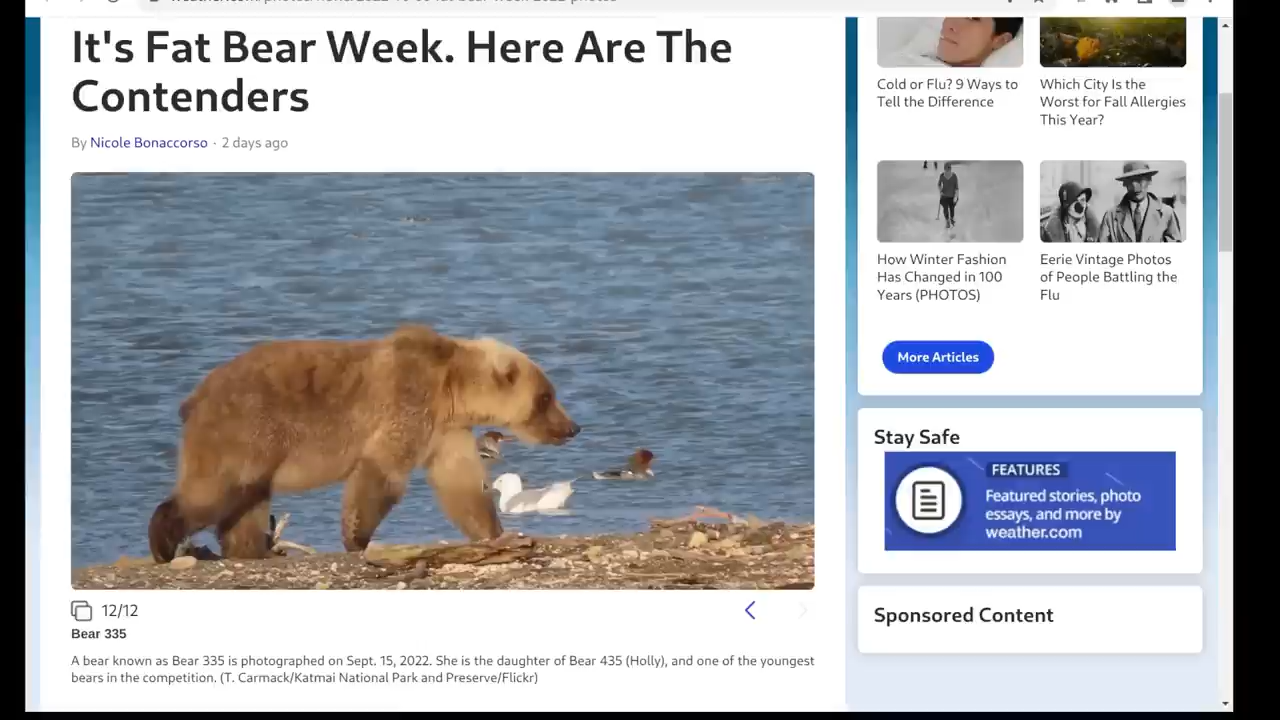 It's Fat Bear Week. Here Are The
Contenders
By Nicole Bonaccorso · 2 days ago
12/12
Bear 335
A bear known as Bear 335 is photographed on Sept. 15, 2022. She is the daughter of Bear 435 (Holly), and one of the youngest
bears in the competition. (T. Carmack/Katmai National Park and Preserve/Flickr)
Cold or Flu? 9 Ways to
Tell the Difference
Which City Is the
Worst for Fall Allergies
This Year?
How Winter Fashion
Has Changed in 100
Years (PHOTOS)
Eerie Vintage Photos
of People Battling the
Flu
More Articles
Stay Safe
FEATURES
Featured stories, photo
essays, and more by
weather.com
Sponsored Content